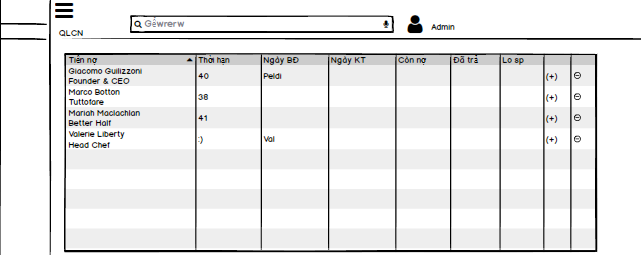 Gêwrerw
Admin
QLCN
Tiền nợ Thời hạn Ngày BĐ Ngày KT Còn nợ Đã trả Lo sp
Giacomo Guilizzoni
Founder & CEO
40 Peldi (+)
Marco Botton
Tuttofare
38 (+)
Mariah Maclachlan
Better Half
41 (+)
Valerie Liberty
Head Chef
:) Val (+)